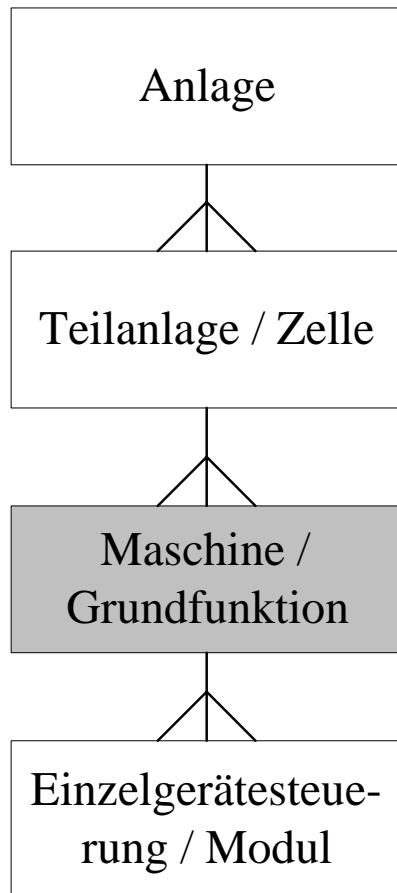 Anlage
Teilanlage / Zelle
Maschine /
Grundfunktion
Einzelgerätesteue-
rung / Modul